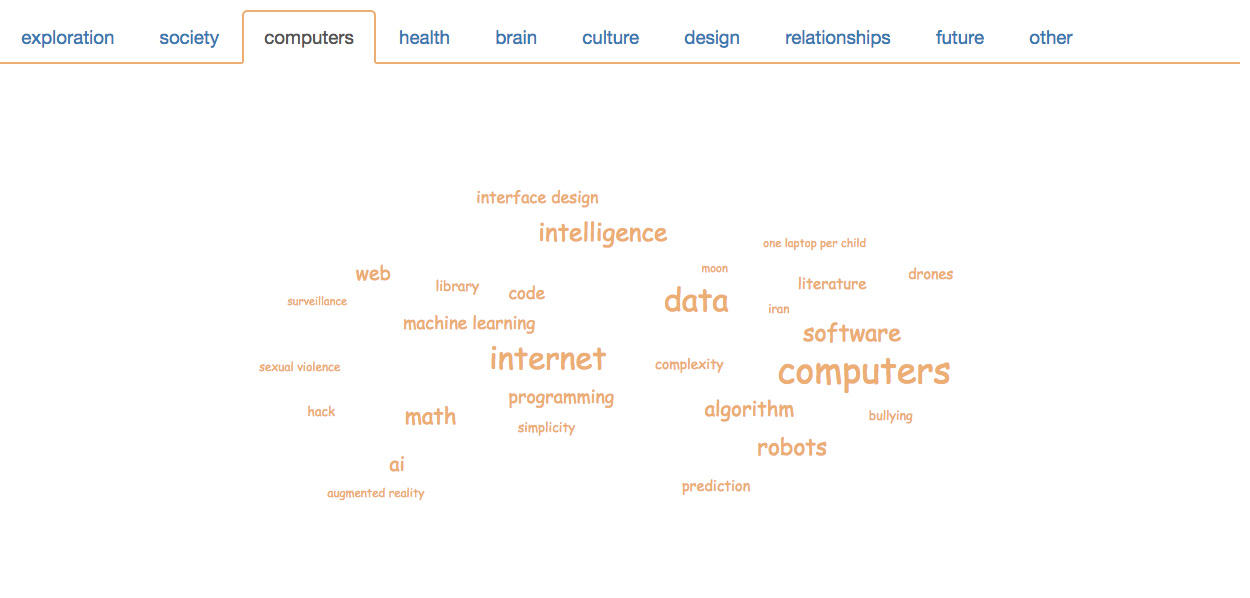 exploration society computers health brain culture design relationships future other
interface design
intelligence
one laptop per child
web
moon
drones
library
literature
code
surveillance
data
iran
machine learning
software
internet
sexual violence
complexity
computers
programming
hack
math
algorithm
bullying
simplicity
robots
ai
augmented reality
prediction